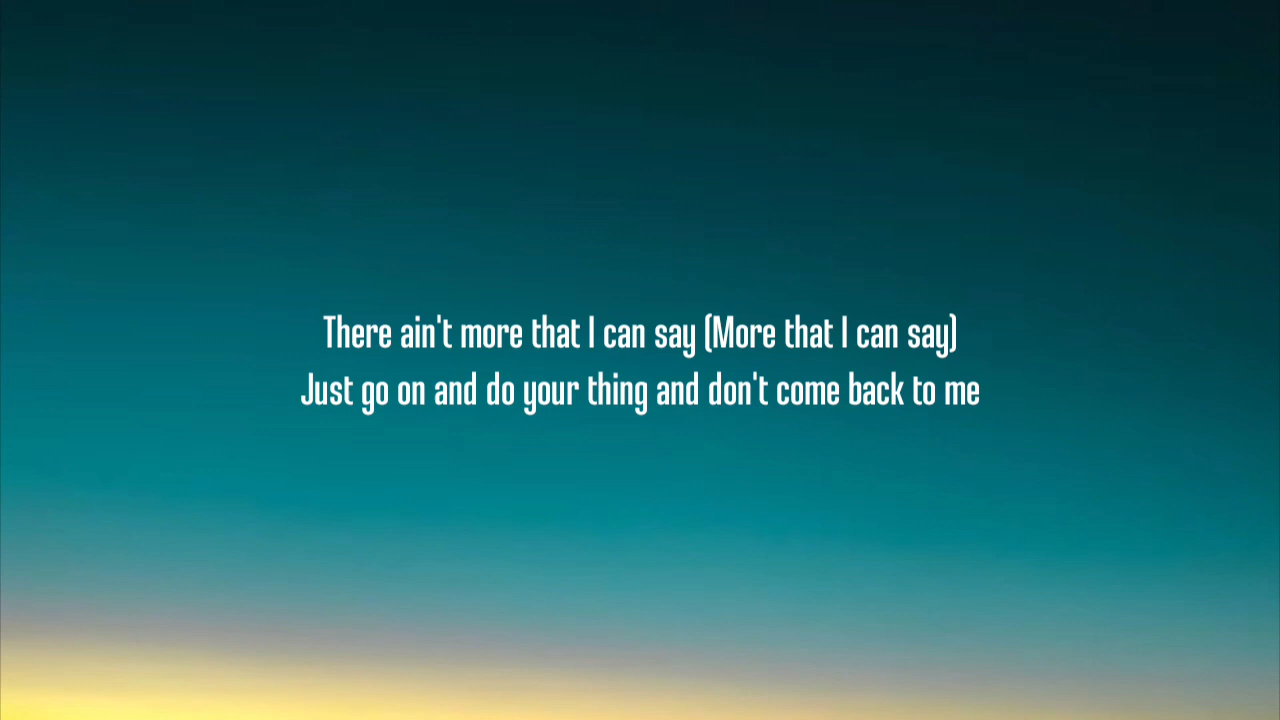 There ain't more that I can say (More that I can say)
Just go on and do your thing and don't come back to me